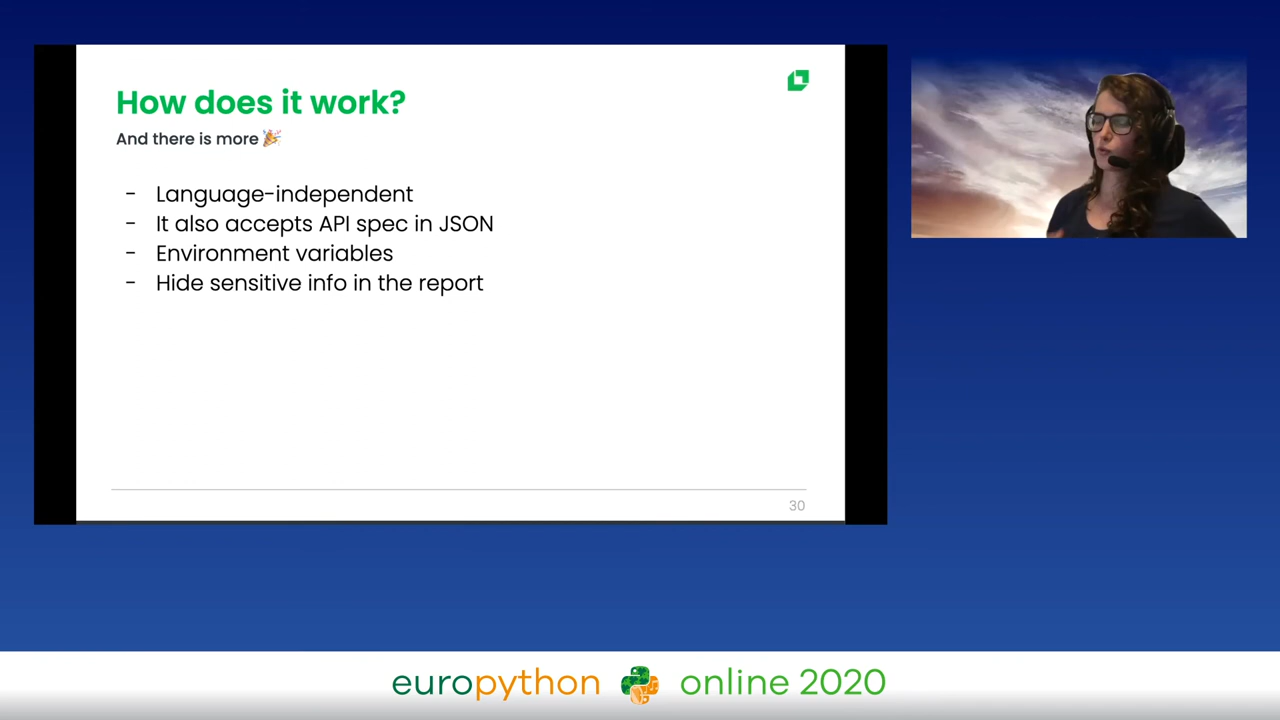 How does it work?
And there is more 🎉
- Language-independent
- It also accepts API spec in JSON
- Environment variables
- Hide sensitive info in the report
30
europython online 2020